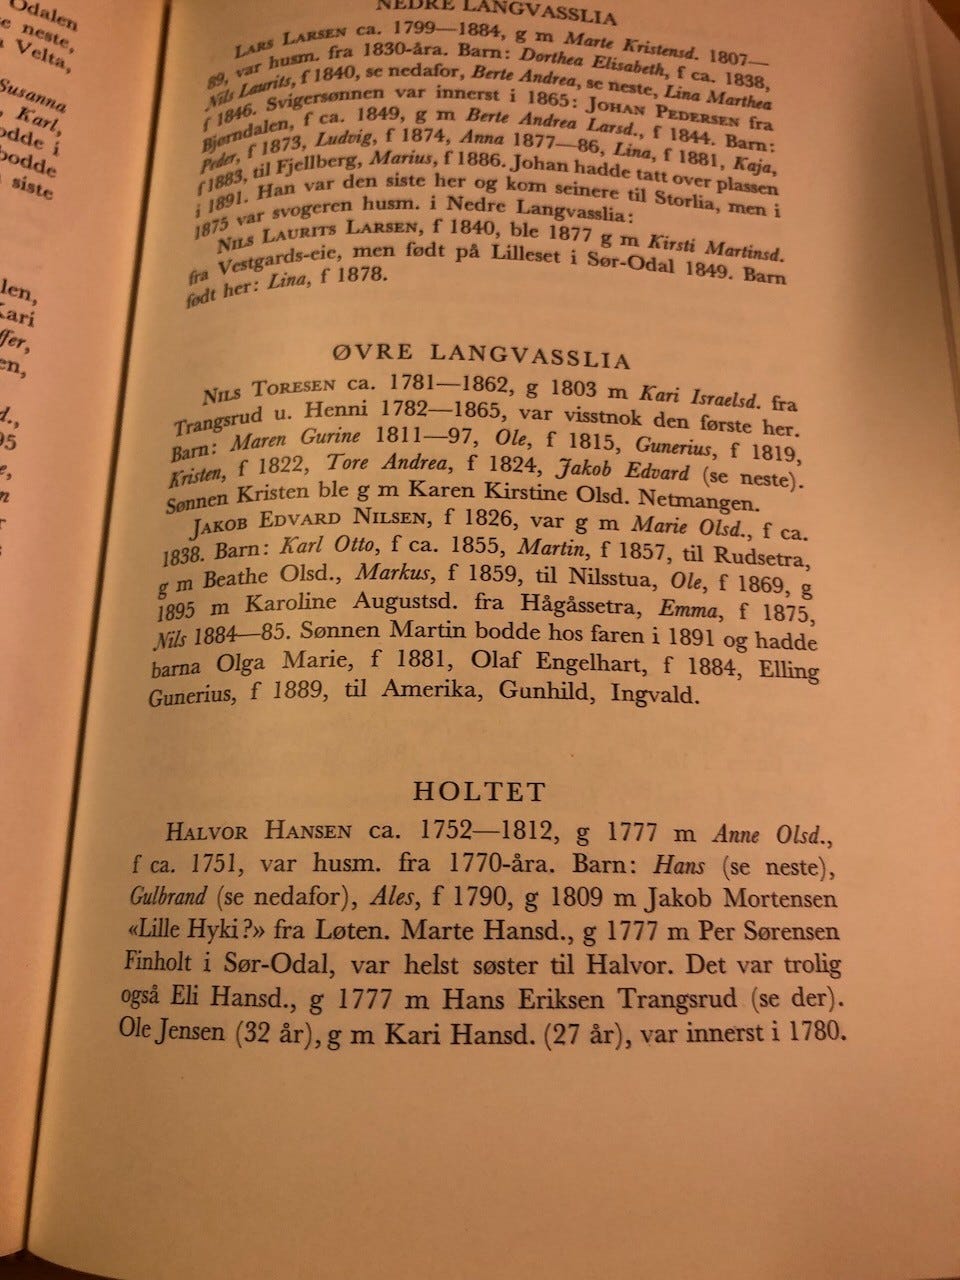 Odalen
e neste,
Velta,
Susanna
Karl,
odde i
bodde
siste
len,
Kari
ffer,
en,
d.,
95
e,
n
r
s
NEDRE LANGVASSLIA
LARS LARSEN ca. 1799—1884, g m Marte Kristensd. 1807—
89, var husm. fra 1830-åra. Barn: Dorthea Elisabeth, f ca. 1838,
Nils Laurits, f 1840, se nedafor, Berte Andrea, se neste, Lina Marthea
f 1846. Svigersønnen var innerst i 1865: JOHAN PEDERSEN fra
Bjørndalen, f ca. 1849, g m Berte Andrea Larsd., f 1844. Barn:
Peder, f 1873, Ludvig, f 1874, Anna 1877—86, Lina, f 1881, Kaja,
f 1883, til Fjellberg, Marius, f 1886. Johan hadde tatt over plassen
i 1891. Han var den siste her og kom seinere til Storlia, men i
1875 var svogeren husm. i Nedre Langvasslia:
NILS LAURITS LARSEN, f 1840, ble 1877 g m Kirsti Martinsd.
fra Vestgards-eie, men født på Lilleset i Sør-Odal 1849. Barn
født her: Lina, f 1878.
ØVRE LANGVASSLIA
NILS TORESEN ca. 1781—1862, g 1803 m Kari Israelsd. fra
Trangsrud u. Henni 1782—1865, var visstnok den første her.
Barn: Maren Gurine 1811—97, Ole, f 1815, Gunerius, f 1819,
Kristen, f 1822, Tore Andrea, f 1824, Jakob Edvard (se neste).
Sønnen Kristen ble g m Karen Kirstine Olsd. Netmangen.
JAKOB EDVARD NILSEN, f 1826, var g m Marie Olsd., f ca.
1838. Barn: Karl Otto, f ca. 1855, Martin, f 1857, til Rudsetra,
g m Beathe Olsd., Markus, f 1859, til Nilsstua, Ole, f 1869, g
1895 m Karoline Augustsd. fra Hågåssetra, Emma, f 1875,
Nils 1884—85. Sønnen Martin bodde hos faren i 1891 og hadde
barna Olga Marie, f 1881, Olaf Engelhart, f 1884, Elling
Gunerius, f 1889, til Amerika, Gunhild, Ingvald.
HOLTET
HALVOR HANSEN ca. 1752—1812, g 1777 m Anne Olsd.,
f ca. 1751, var husm. fra 1770-åra. Barn: Hans (se neste),
Gulbrand (se nedafor), Ales, f 1790, g 1809 m Jakob Mortensen
«Lille Hyki?» fra Løten. Marte Hansd., g 1777 m Per Sørensen
Finholt i Sør-Odal, var helst søster til Halvor. Det var trolig
også Eli Hansd., g 1777 m Hans Eriksen Trangsrud (se der).
Ole Jensen (32 år), g m Kari Hansd. (27 år), var innerst i 1780.